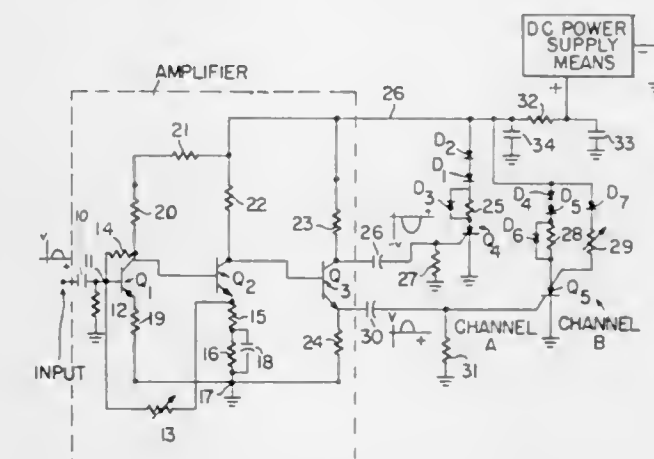 DC POWER
SUPPLY
MEANS
+
AMPLIFIER
26
32
34
33
21
D2
D1
D3
25
Q4
-V
+
27
D4
D5
D6
28
D7
29
Q5
20
22
23
26
14
10
11
V
+
12
Q1
19
Q2
Q3
15
16
18
17
24
30
V
+
31
CHANNEL
A
CHANNEL
B
INPUT
13